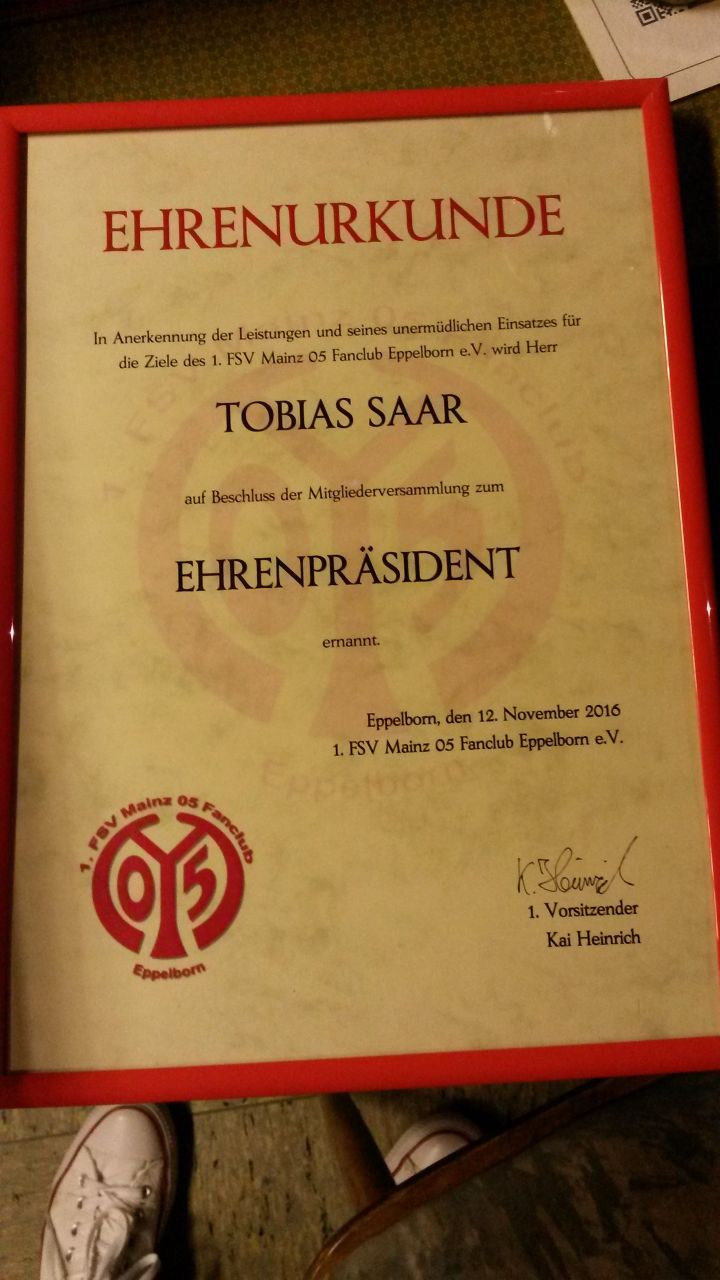 EHRENURKUNDE
In Anerkennung der Leistungen und seines unermüdlichen Einsatzes für
die Ziele des 1. FSV Mainz 05 Fanclub Eppelborn e.V. wird Herr
TOBIAS SAAR
auf Beschluss der Mitgliederversammlung zum
EHRENPRÄSIDENT
ernannt.
Eppelborn, den 12. November 2016
1. FSV Mainz 05 Fanclub Eppelborn e.V.
1. FSV Mainz 05 Fanclub
05
Eppelborn
K. Heinrich
1. Vorsitzender
Kai Heinrich